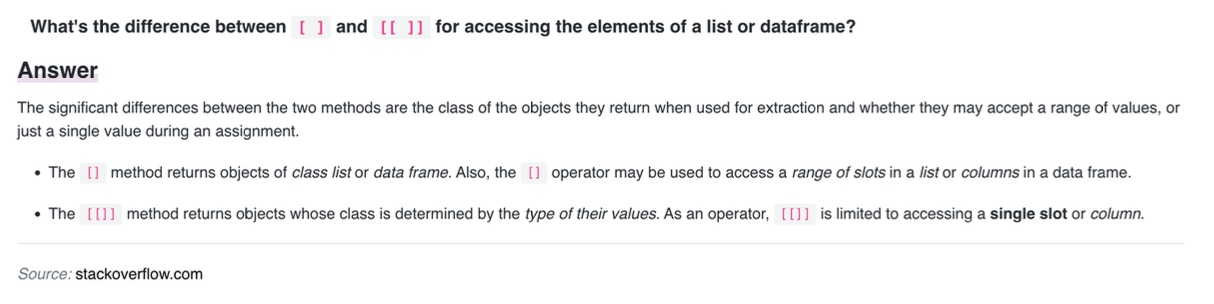 What's the difference between [ ] and [[ ]] for accessing the elements of a list or dataframe?
Answer
The significant differences between the two methods are the class of the objects they return when used for extraction and whether they may accept a range of values, or
just a single value during an assignment.
• The [] method returns objects of class list or data frame. Also, the [] operator may be used to access a range of slots in a list or columns in a data frame.
• The [[]] method returns objects whose class is determined by the type of their values. As an operator, [[]] is limited to accessing a single slot or column.
Source: stackoverflow.com